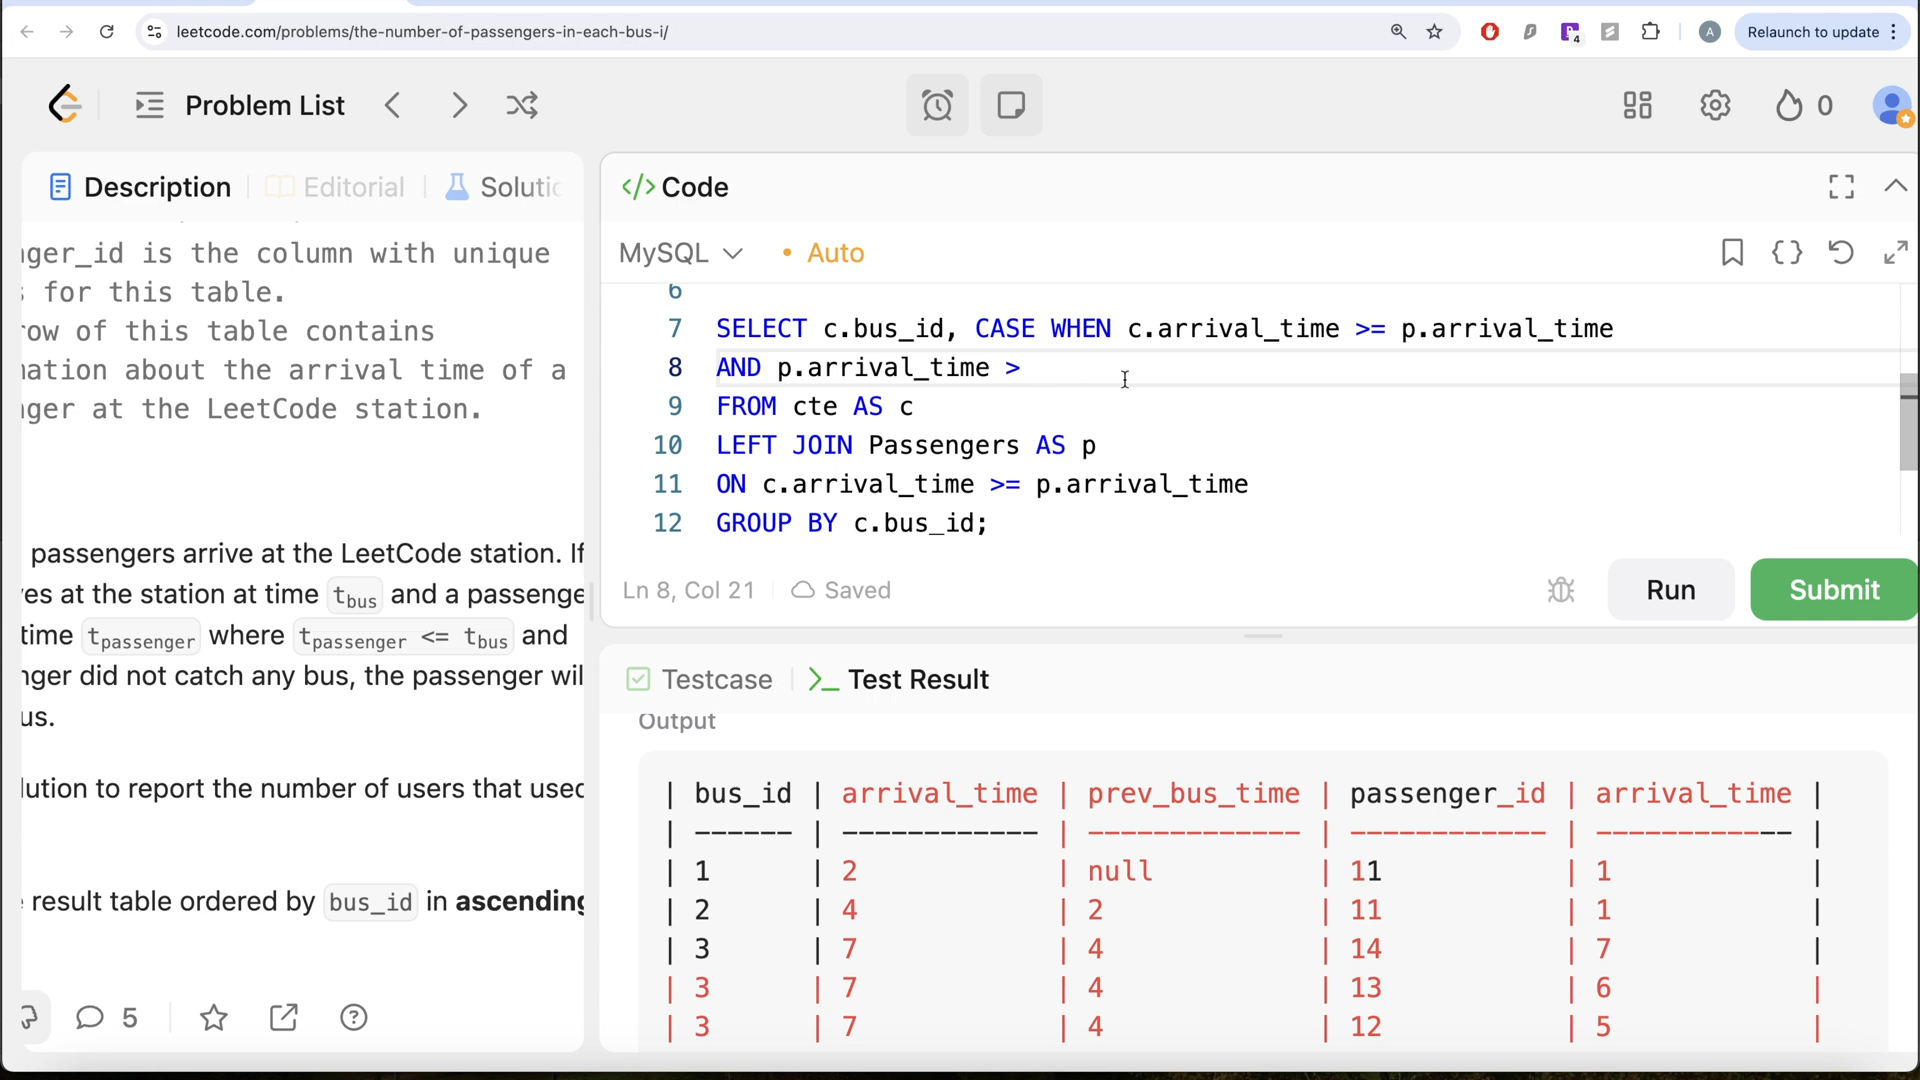 leetcode.com/problems/the-number-of-passengers-in-each-bus-i/
4
A
Relaunch to update
Problem List
0
Description
Editorial
Solutic
</> Code
MySQL
• Auto
nger_id is the column with unique
s for this table.
row of this table contains
nation about the arrival time of a
nger at the LeetCode station.
passengers arrive at the LeetCode station. If
es at the station at time tbus and a passenge
time tpassenger where tpassenger <= tbus and
nger did not catch any bus, the passenger wil
us.
lution to report the number of users that used
result table ordered by bus_id in ascending
5
6
7 SELECT c.bus_id, CASE WHEN c.arrival_time >= p.arrival_time
8 AND p.arrival_time >
9 FROM cte AS c
10 LEFT JOIN Passengers AS p
11 ON c.arrival_time >= p.arrival_time
12 GROUP BY c.bus_id;
Ln 8, Col 21
Saved
Run
Submit
Testcase
>_ Test Result
Output
| bus_id | arrival_time | prev_bus_time | passenger_id | arrival_time |
| ------ | ------------ | ------------- | ------------ | ------------ |
| 1 | 2 | null | 11 | 1 |
| 2 | 4 | 2 | 11 | 1 |
| 3 | 7 | 4 | 14 | 7 |
| 3 | 7 | 4 | 13 | 6 |
| 3 | 7 | 4 | 12 | 5 |